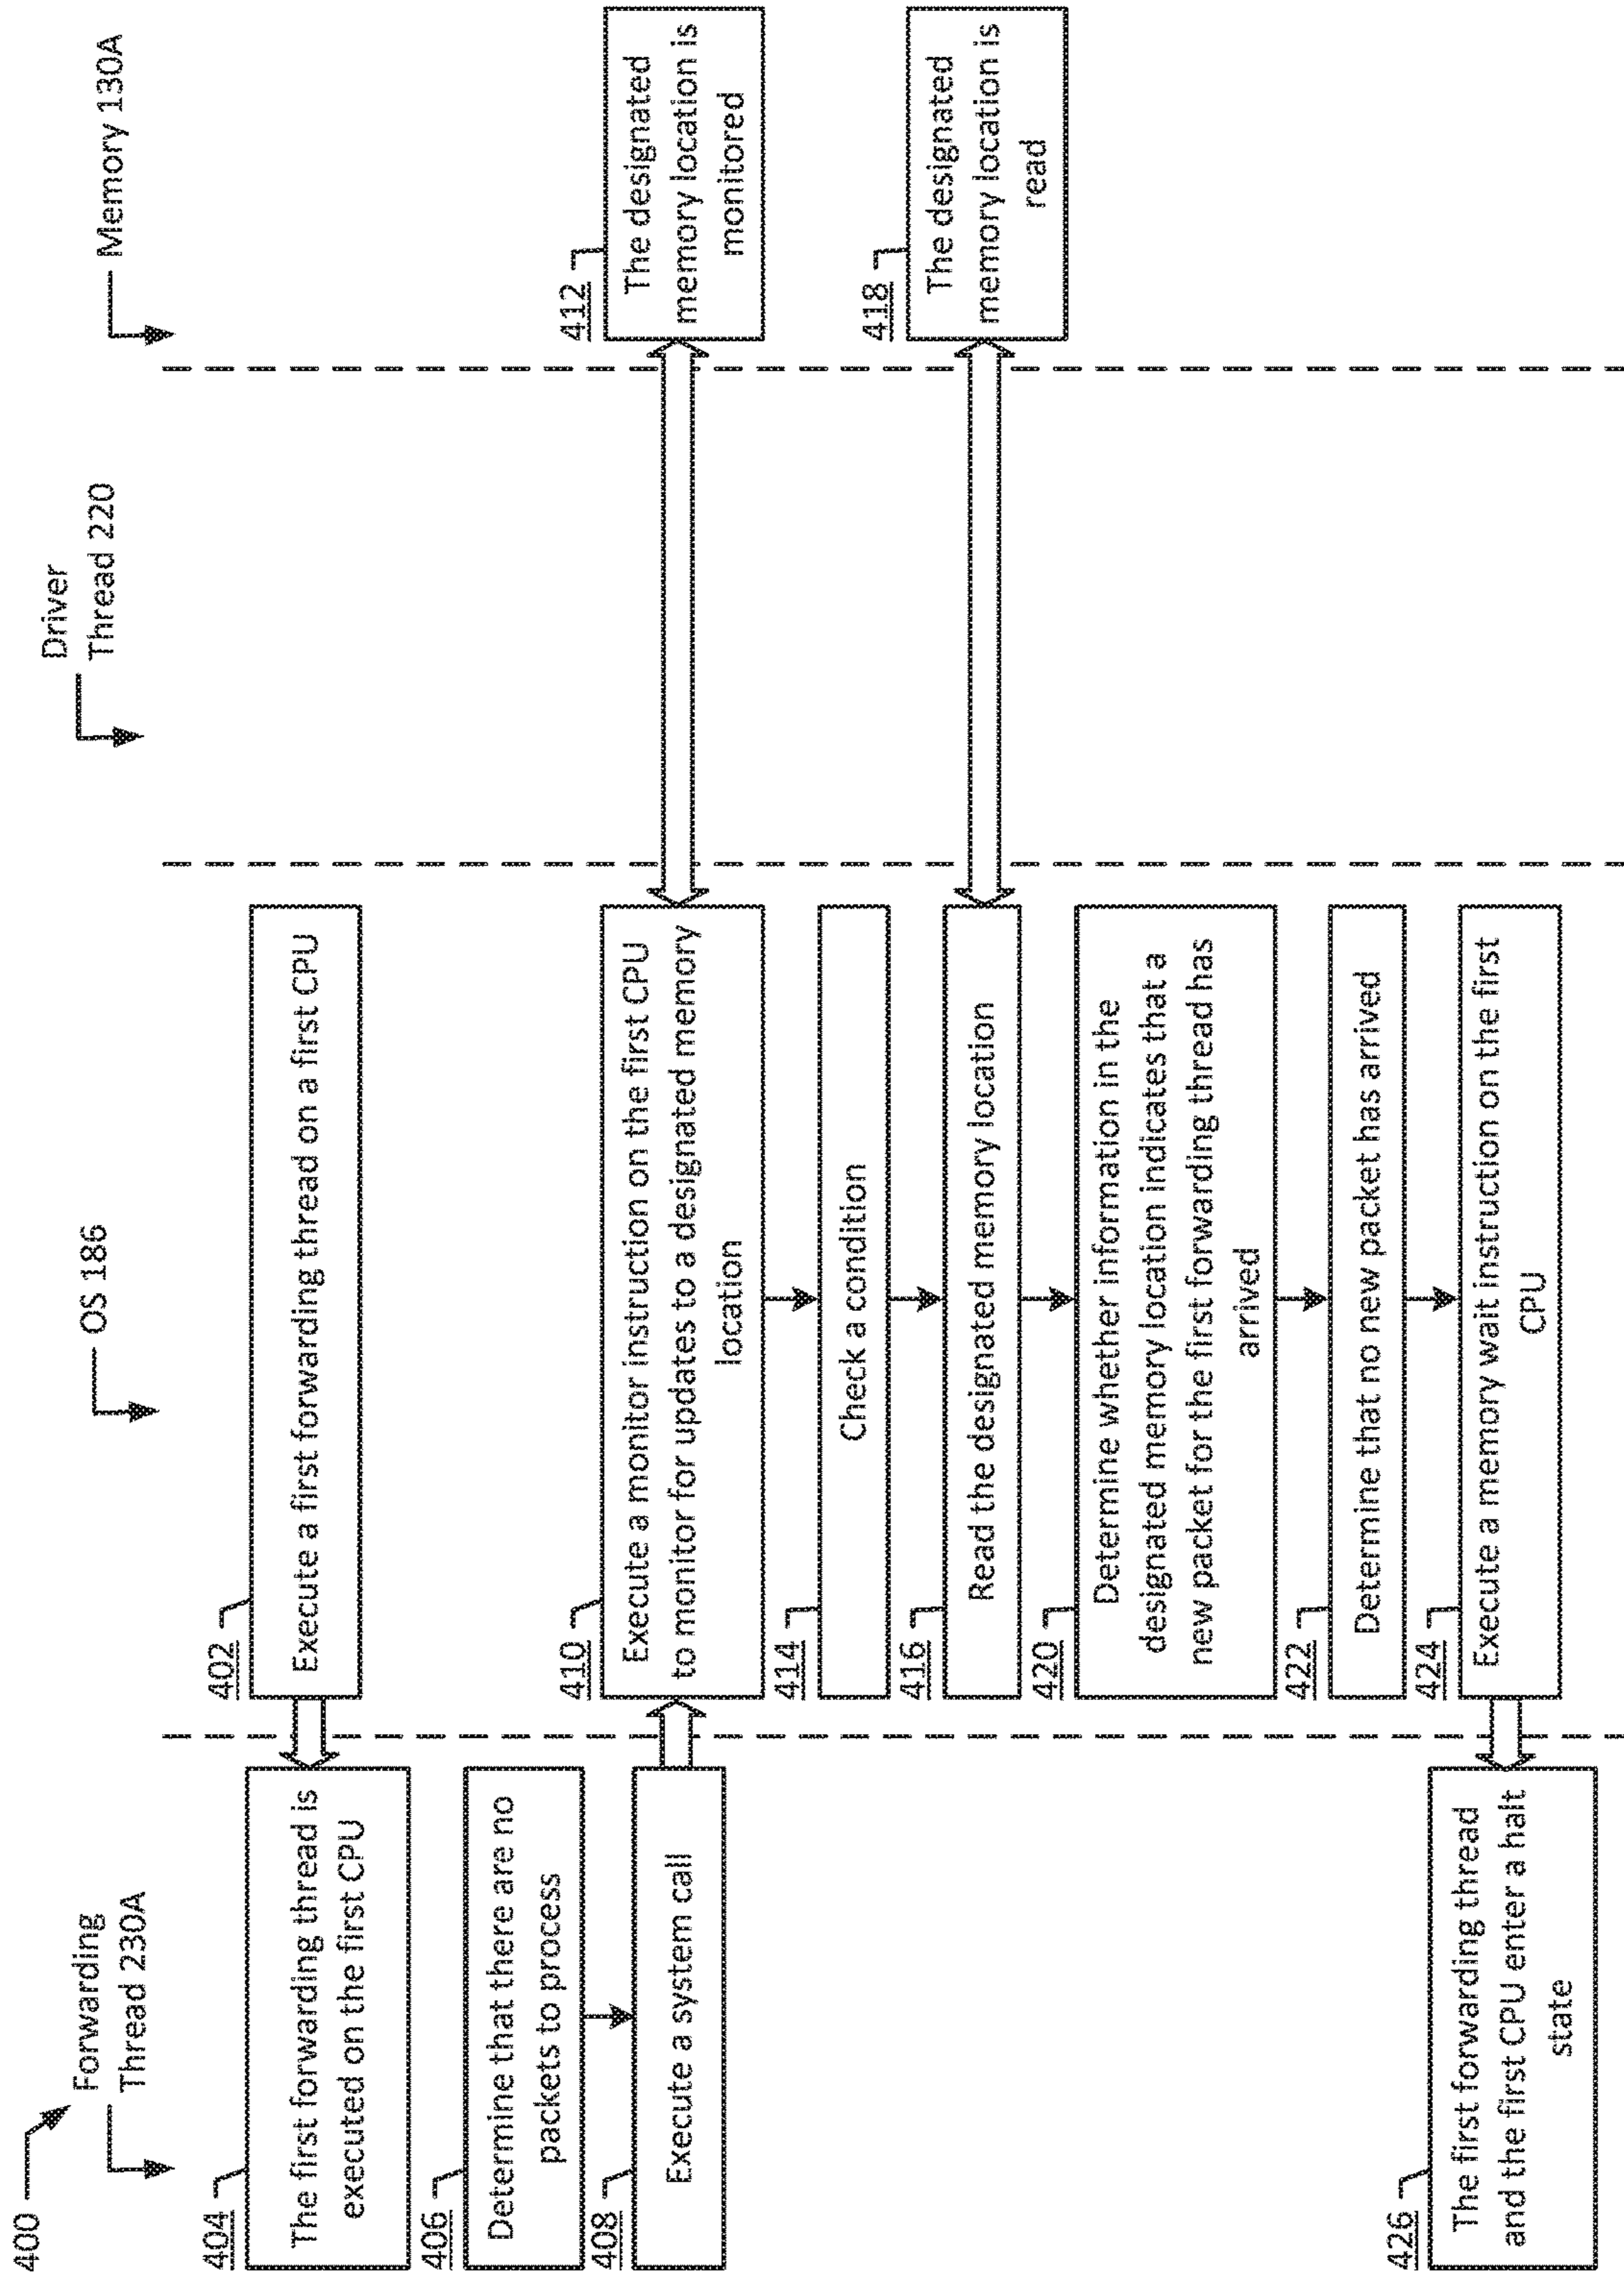 400
Forwarding
Thread 230A
OS 186
Driver
Thread 220
Memory 130A
402
Execute a first forwarding thread on a first CPU
404
The first forwarding thread is
executed on the first CPU
406
Determine that there are no
packets to process
408
Execute a system call
410
Execute a monitor instruction on the first CPU
to monitor for updates to a designated memory
location
412
The designated
memory location is
monitored
414
Check a condition
416
Read the designated memory location
418
The designated
memory location is
read
420
Determine whether information in the
designated memory location indicates that a
new packet for the first forwarding thread has
arrived
422
Determine that no new packet has arrived
424
Execute a memory wait instruction on the first
CPU
426
The first forwarding thread
and the first CPU enter a halt
state